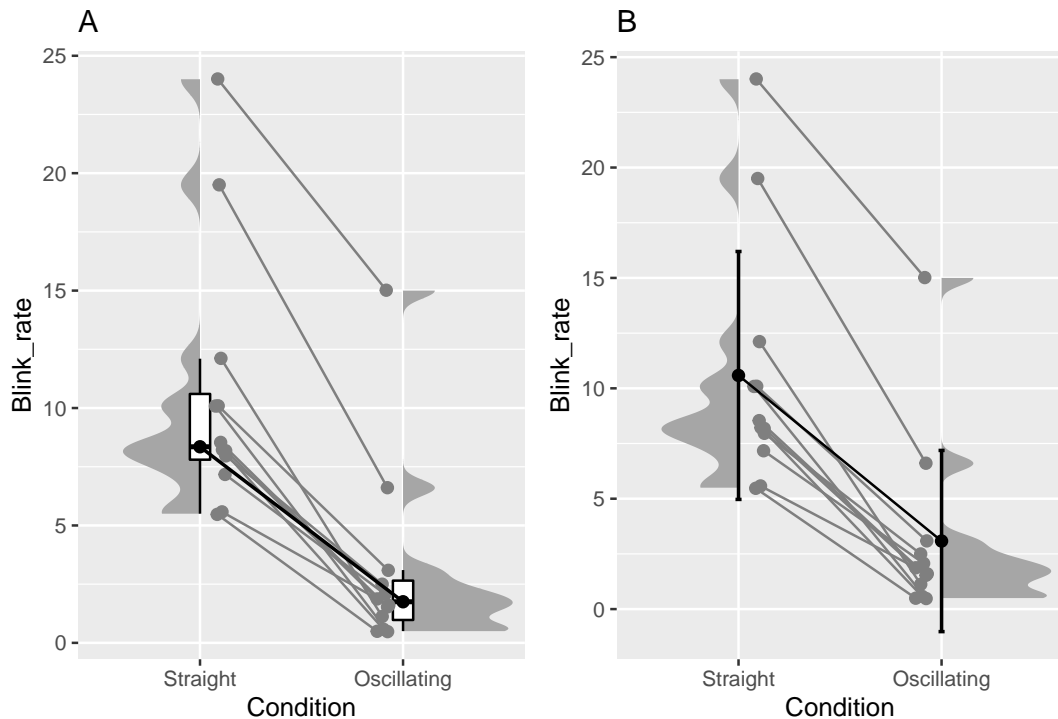 A
B
25
20
15
10
5
0
Blink_rate
Straight
Oscillating
Condition
25
20
15
10
5
0
Blink_rate
Straight
Oscillating
Condition